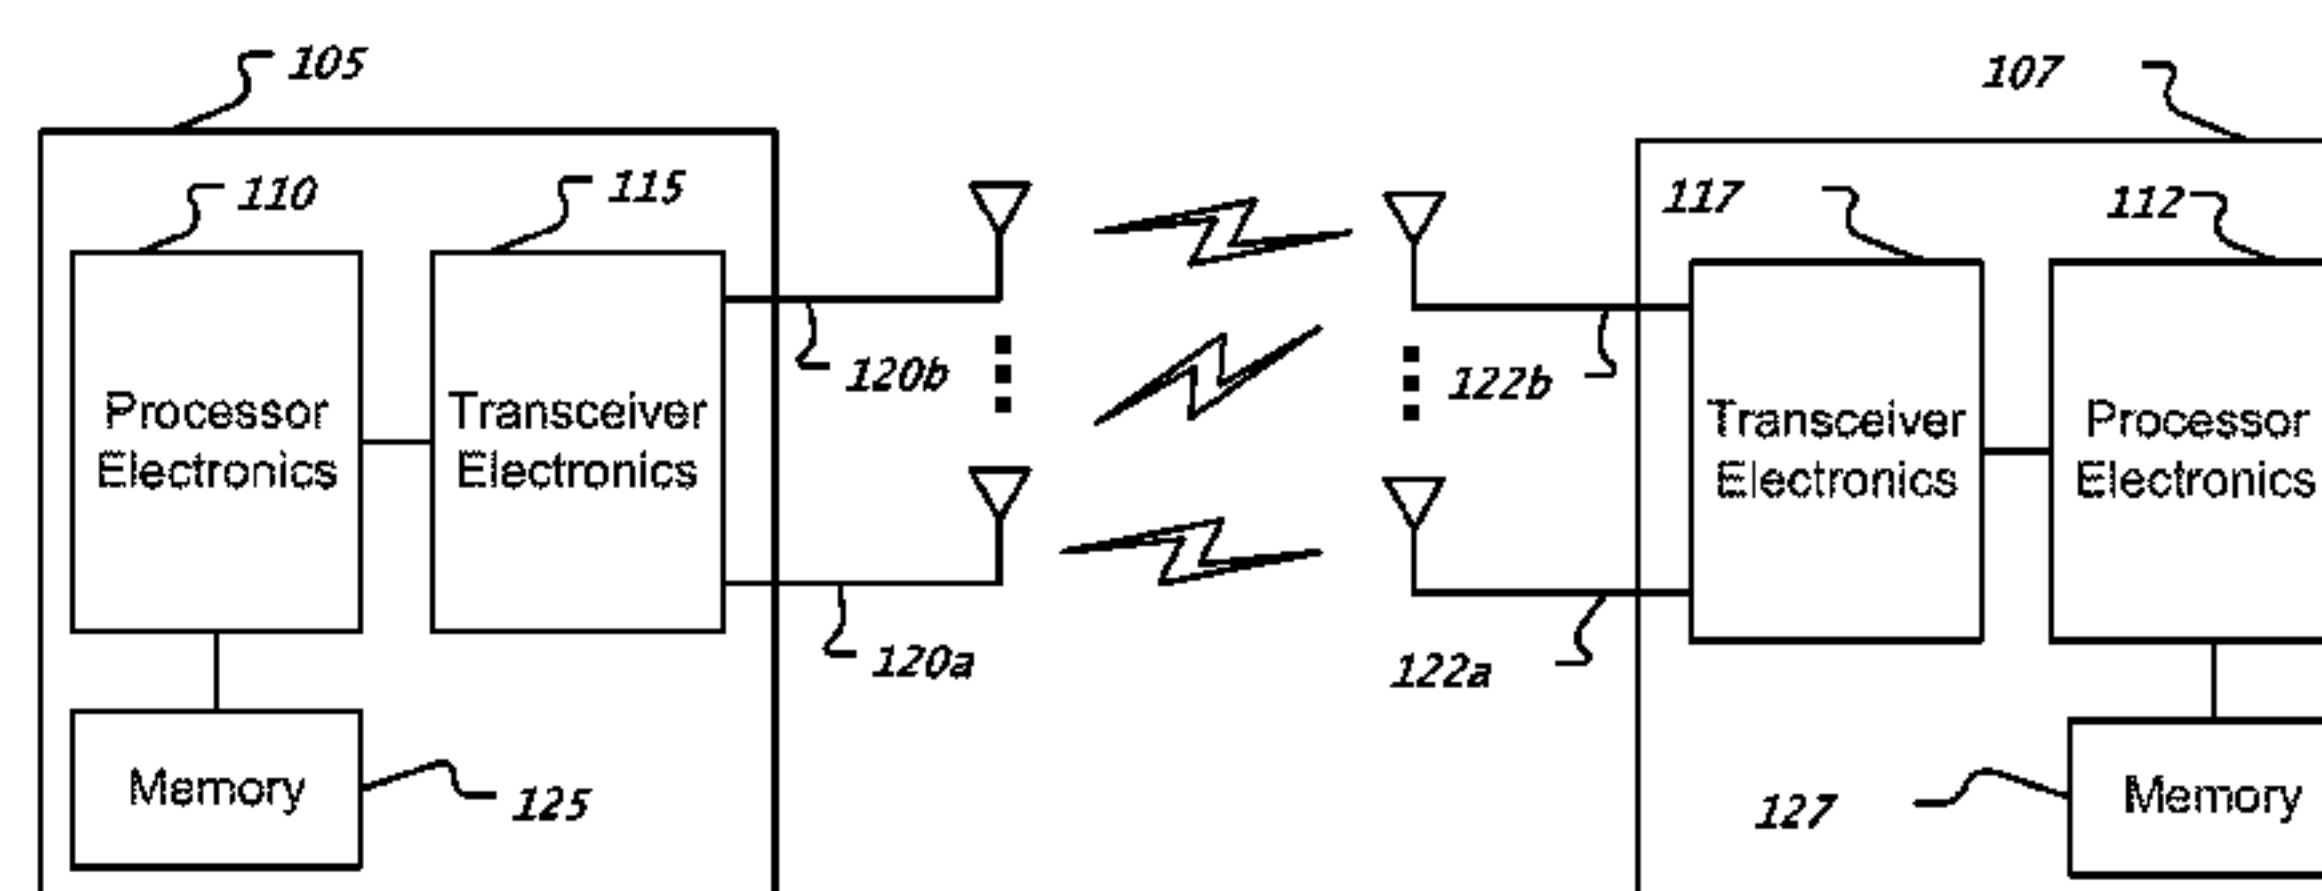 105
107
110
115
117
112
120b
122b
Processor
Electronics
Transceiver
Electronics
Transceiver
Electronics
Processor
Electronics
120a
122a
Memory
125
127
Memory